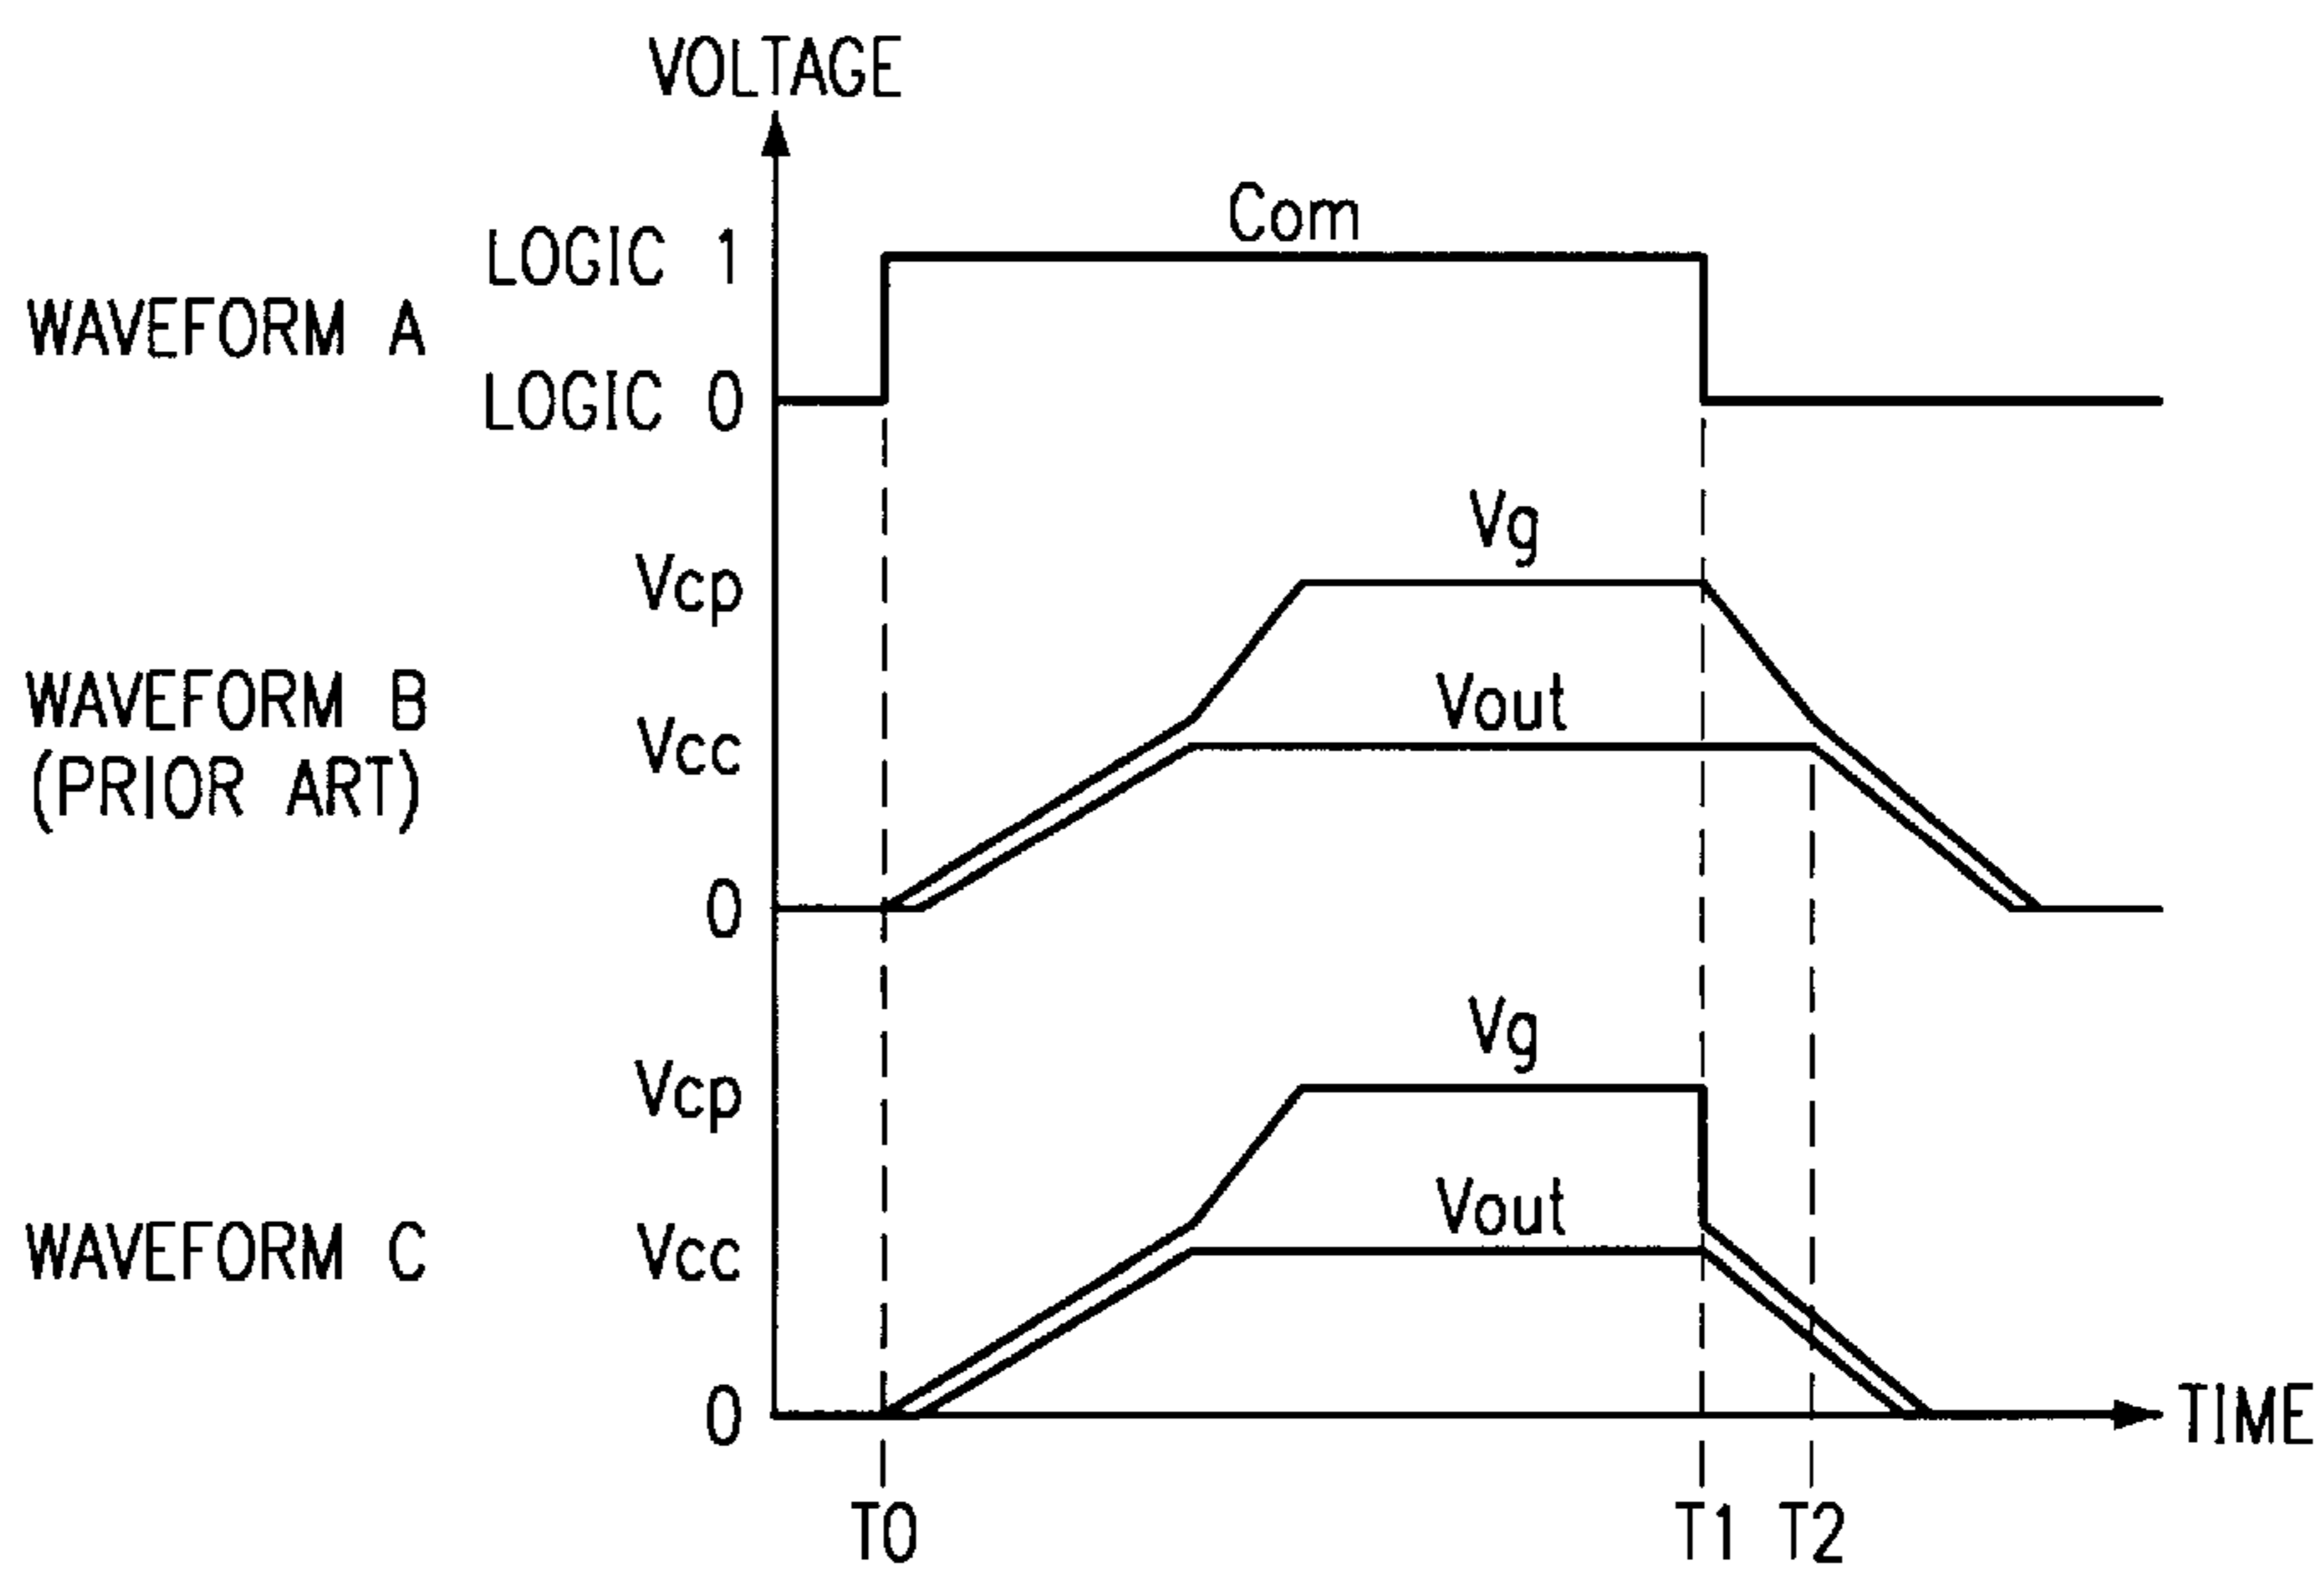 VOLTAGE
Com
LOGIC 1
WAVEFORM A
LOGIC 0
Vg
Vcp
Vout
WAVEFORM B
(PRIOR ART)
Vcc
0
Vg
Vcp
Vout
WAVEFORM C
Vcc
0
TIME
T0
T1
T2